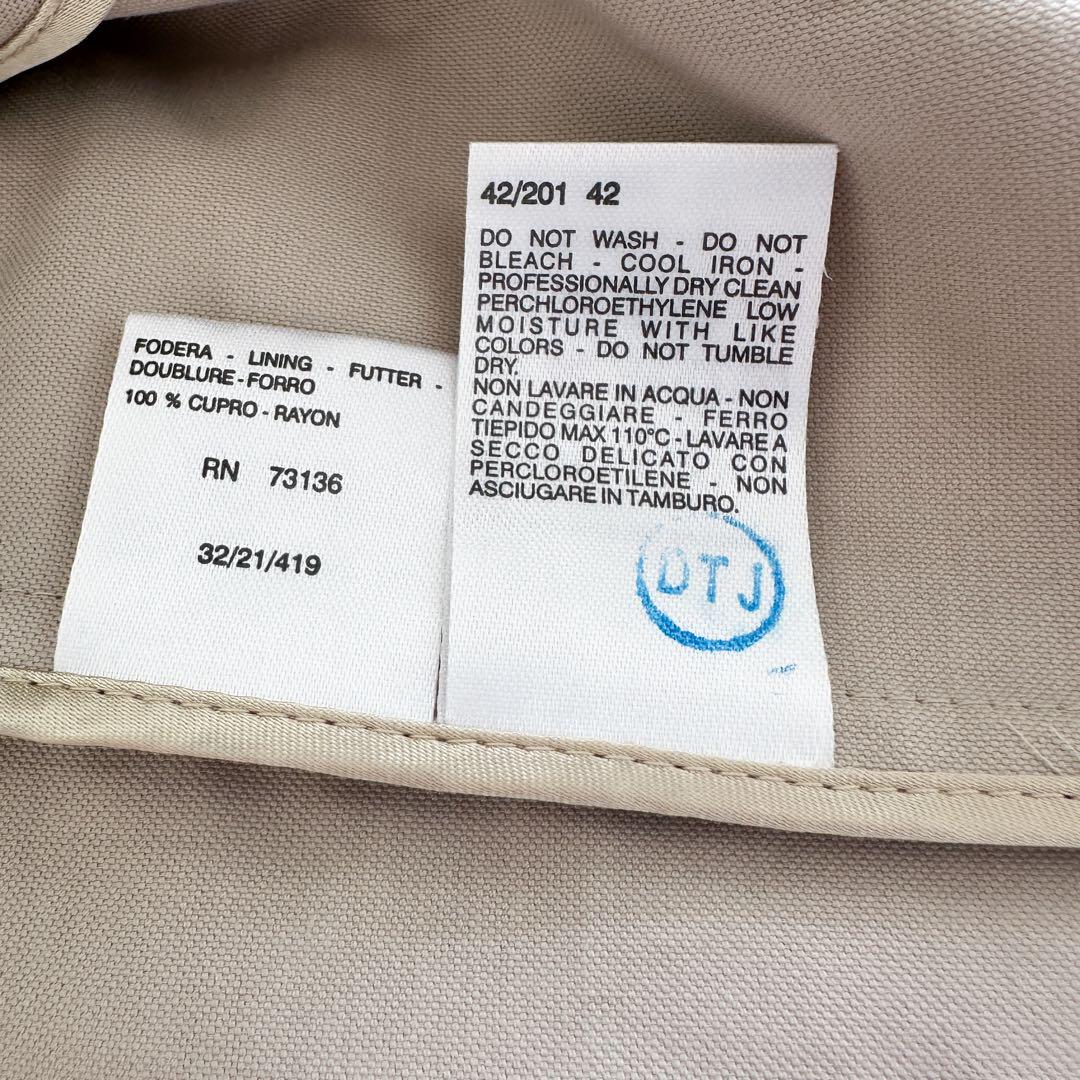 FODERA - LINING - FUTTER -
DOUBLURE - FORRO
100 % CUPRO - RAYON
RN 73136
32/21/419
42/201 42
DO NOT WASH - DO NOT
BLEACH - COOL IRON -
PROFESSIONALLY DRY CLEAN
PERCHLOROETHYLENE LOW
MOISTURE WITH LIKE
COLORS - DO NOT TUMBLE
DRY.
NON LAVARE IN ACQUA - NON
CANDEGGIARE - FERRO
TIEPIDO MAX 110°C - LAVARE A
SECCO DELICATO CON
PERCLOROETILENE - NON
ASCIUGARE IN TAMBURO.
DTJ